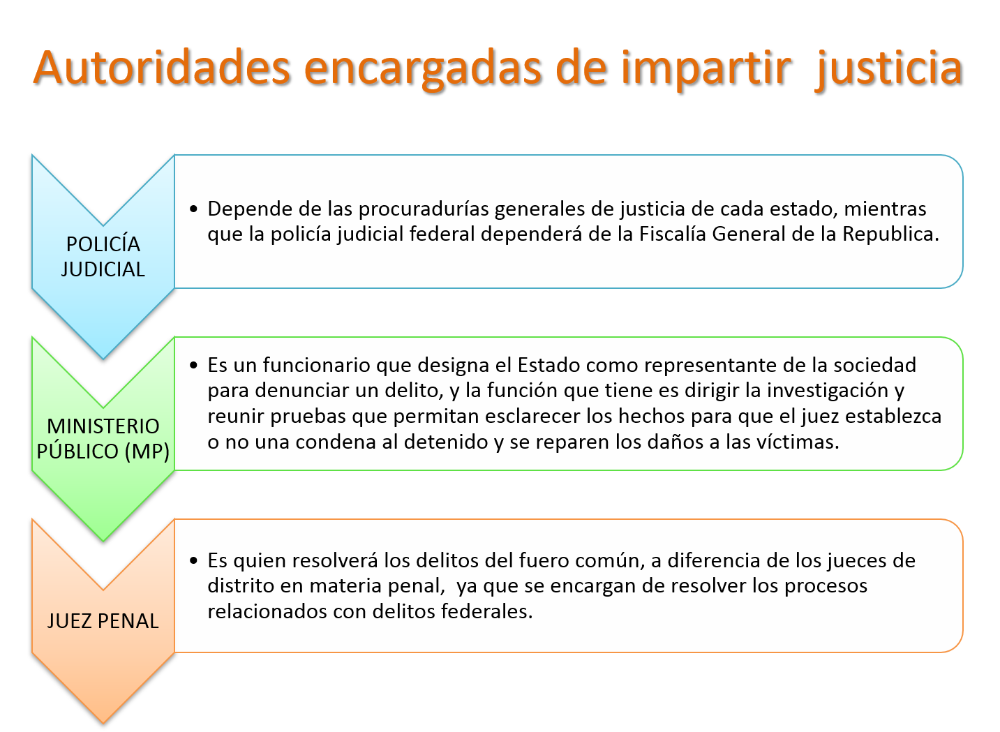 Autoridades encargadas de impartir  justicia
POLICÍA
JUDICIAL
• Depende de las procuradurías generales de justicia de cada estado, mientras
que la policía judicial federal dependerá de la Fiscalía General de la Republica.
MINISTERIO
PÚBLICO (MP)
• Es un funcionario que designa el Estado como representante de la sociedad
para denunciar un delito, y la función que tiene es dirigir la investigación y
reunir pruebas que permitan esclarecer los hechos para que el juez establezca
o no una condena al detenido y se reparen los daños a las víctimas.
JUEZ PENAL
• Es quien resolverá los delitos del fuero común, a diferencia de los jueces de
distrito en materia penal,  ya que se encargan de resolver los procesos
relacionados con delitos federales.